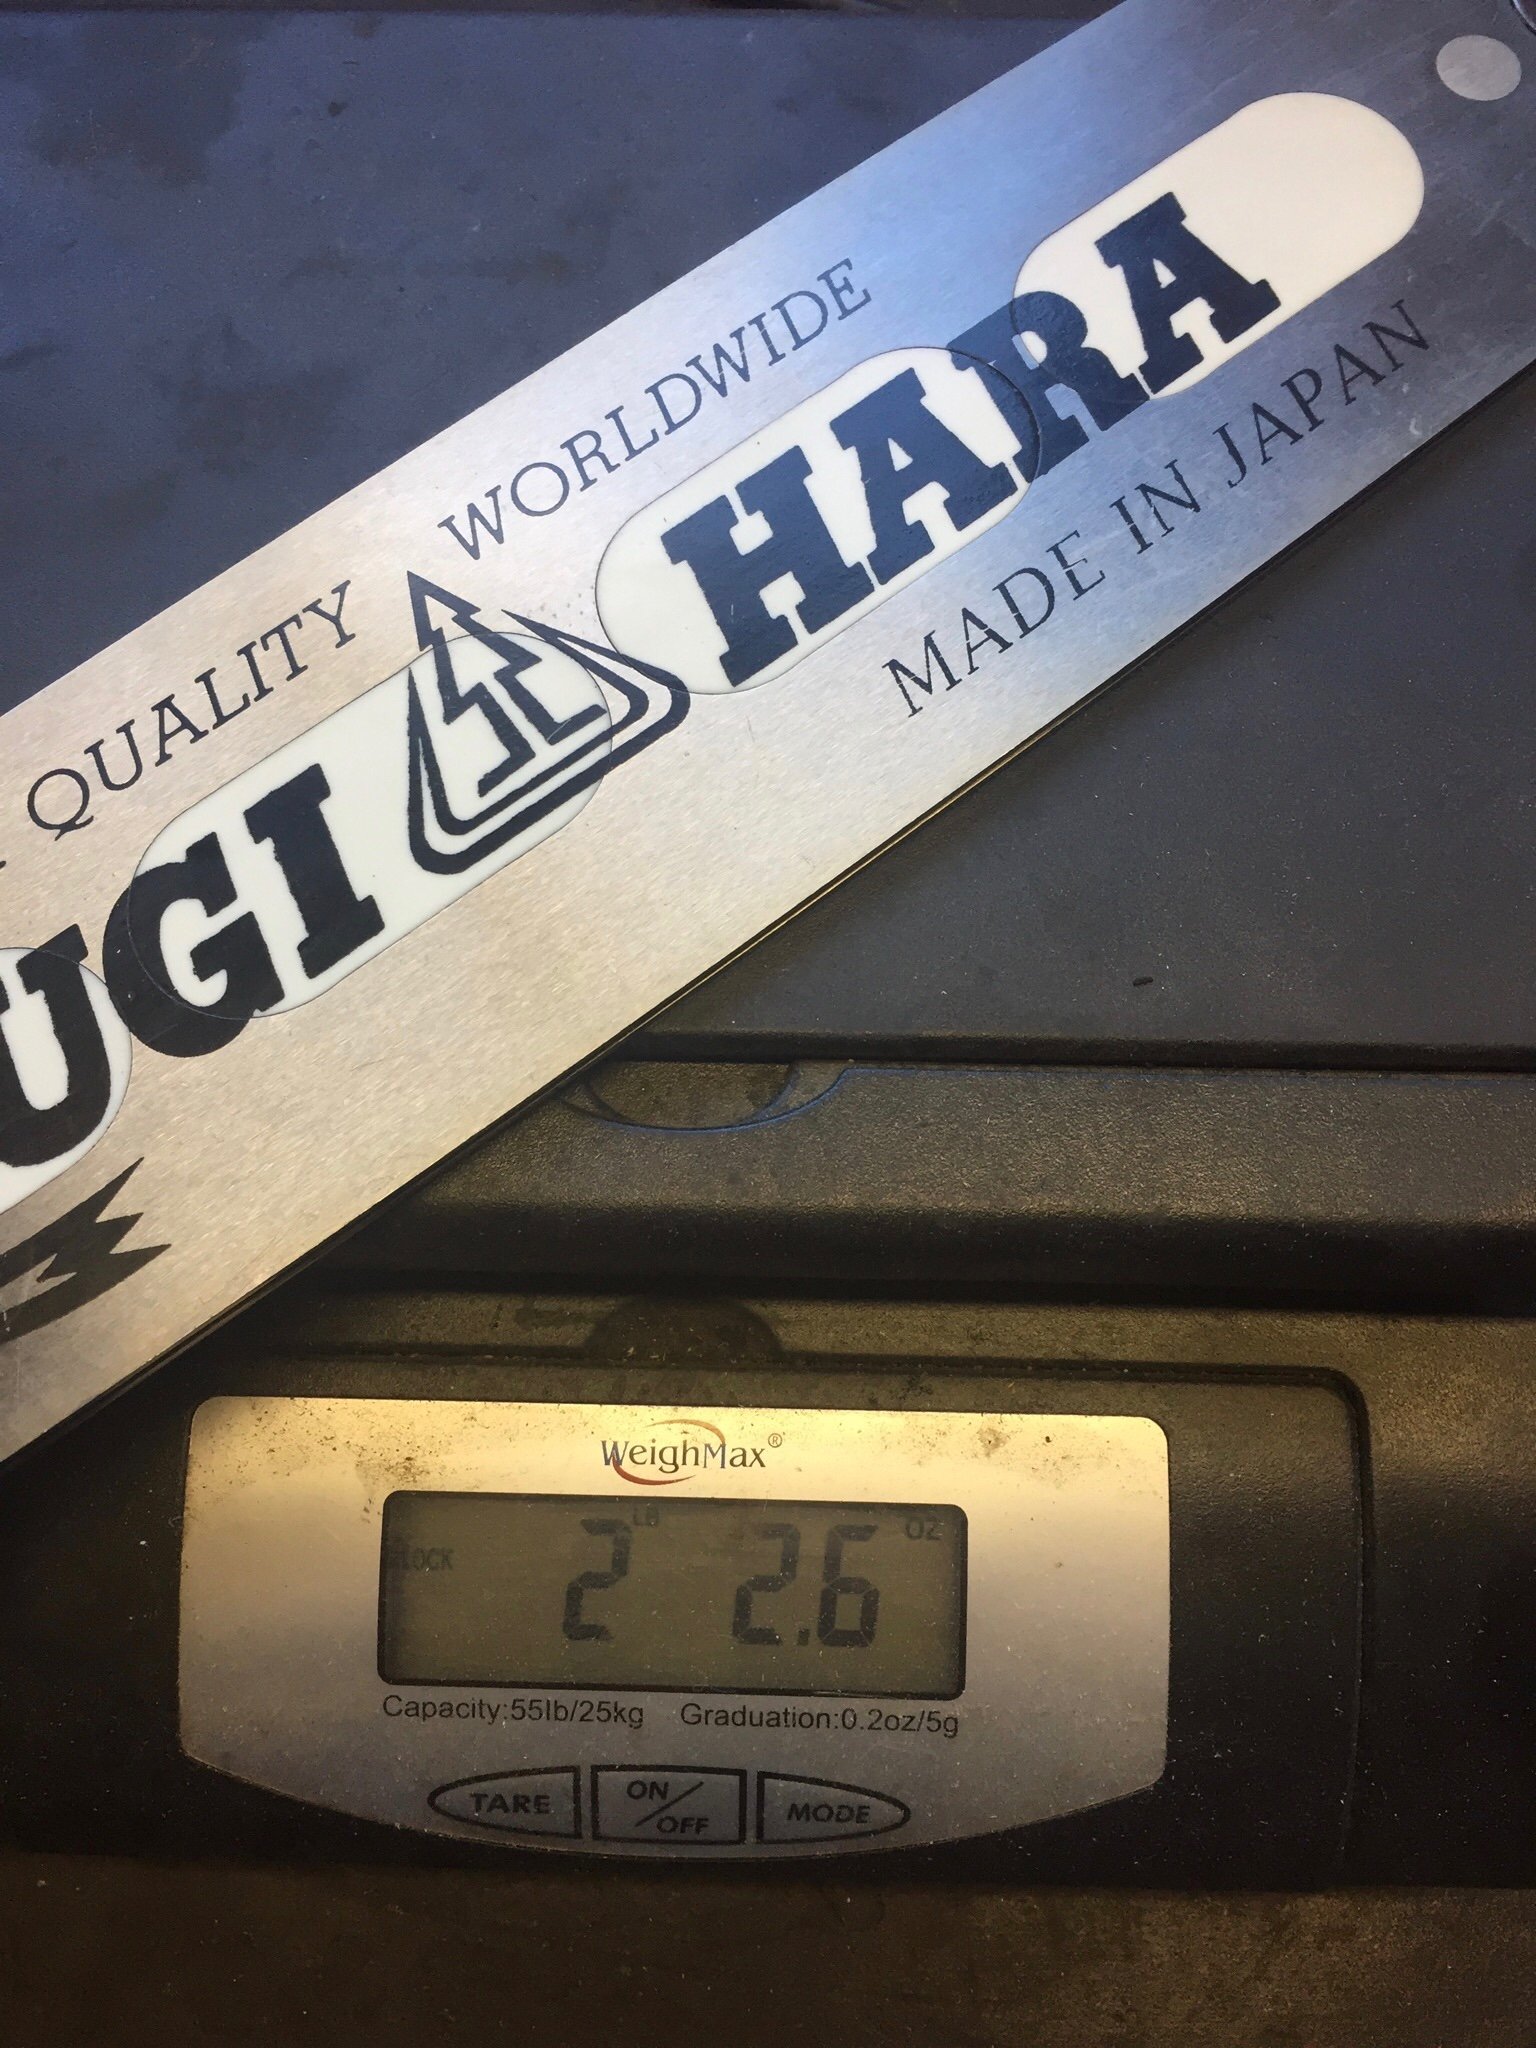 QUALITY WORLDWIDE
UGI HARA
MADE IN JAPAN
WeighMax®
LOCK 2 LB 2.6 OZ
Capacity:55lb/25kg Graduation:0.2oz/5g
TARE ON/OFF MODE